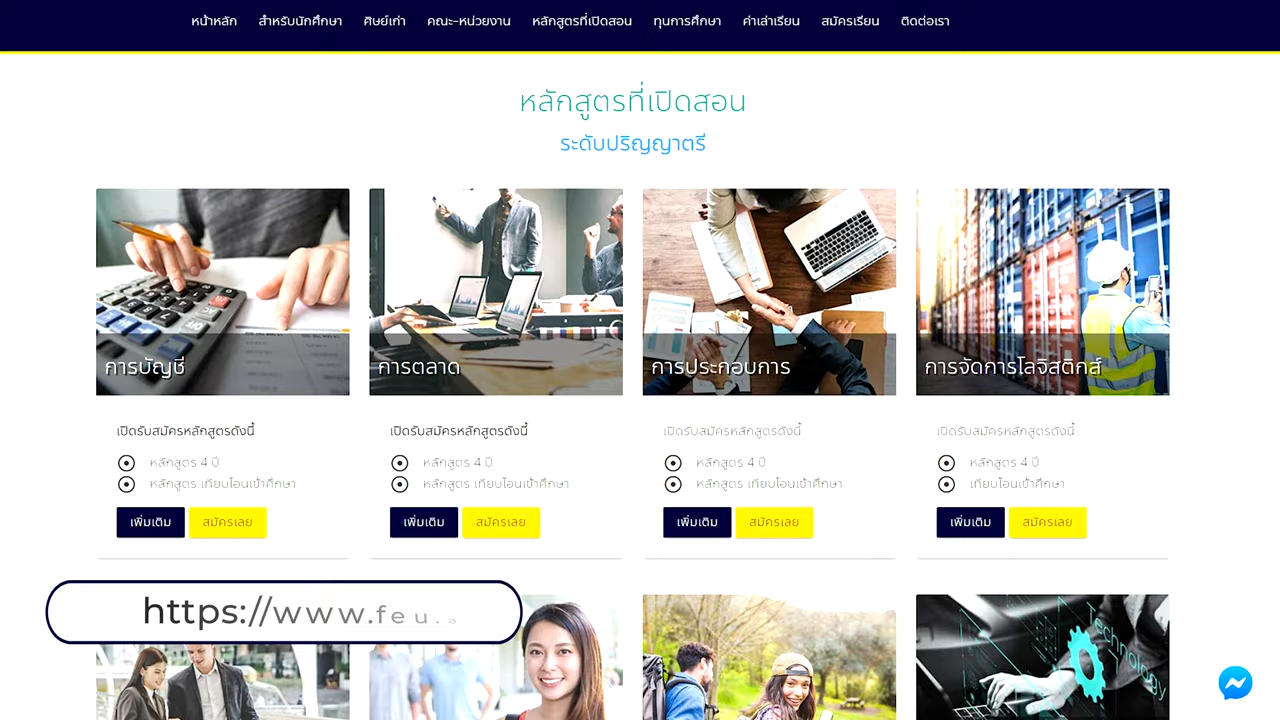 หน้าหลัก สำหรับนักศึกษา ศิษย์เก่า คณะ-หน่วยงาน หลักสูตรที่เปิดสอน ทุนการศึกษา ค่าเล่าเรียน สมัครเรียน ติดต่อเรา
หลักสูตรที่เปิดสอน
ระดับปริญญาตรี
การบัญชี
เปิดรับสมัครหลักสูตรดังนี้
หลักสูตร 4 ปี
หลักสูตร เทียบโอนเข้าศึกษา
เพิ่มเติม สมัครเลย
การตลาด
เปิดรับสมัครหลักสูตรดังนี้
หลักสูตร 4 ปี
หลักสูตร เทียบโอนเข้าศึกษา
เพิ่มเติม สมัครเลย
การประกอบการ
เปิดรับสมัครหลักสูตรดังนี้
หลักสูตร 4 ปี
หลักสูตร เทียบโอนเข้าศึกษา
เพิ่มเติม สมัครเลย
การจัดการโลจิสติกส์
เปิดรับสมัครหลักสูตรดังนี้
หลักสูตร 4 ปี
เทียบโอนเข้าศึกษา
เพิ่มเติม สมัครเลย
https://www.feu.a
Technology